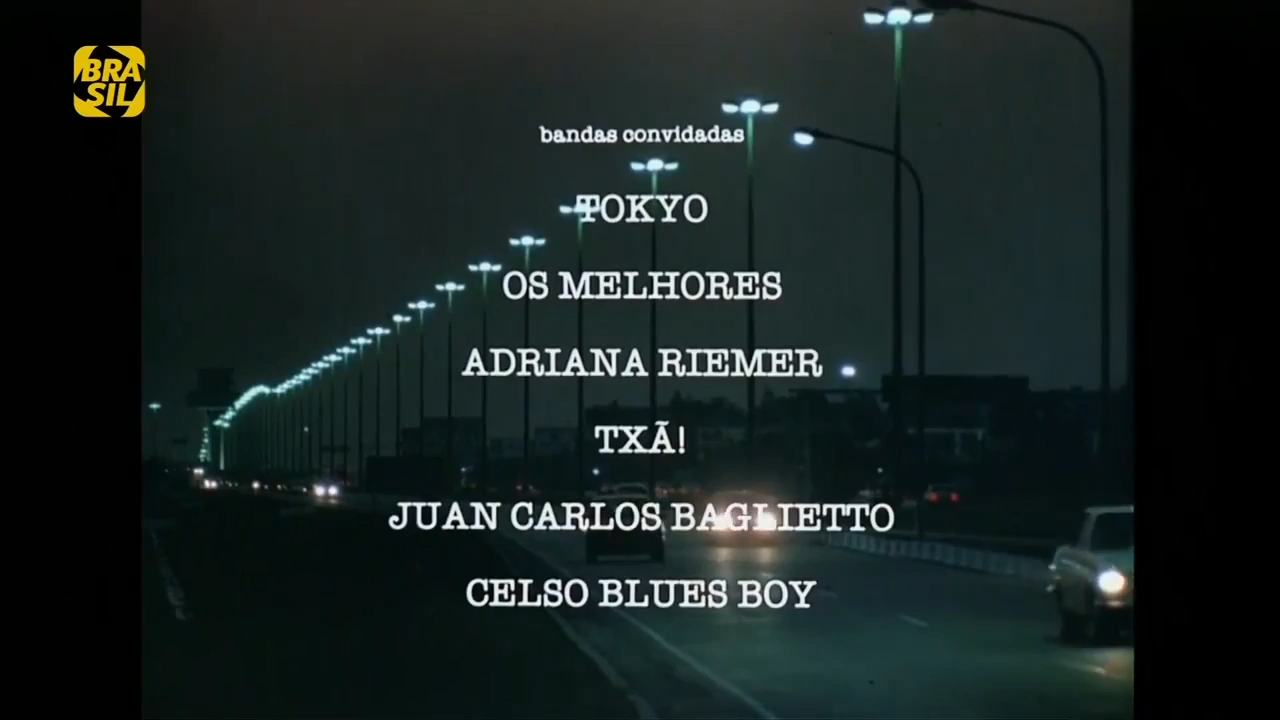 BRA
SIL
bandas convidadas
TOKYO
OS MELHORES
ADRIANA RIEMER
TXÃ!
JUAN CARLOS BAGLIETTO
CELSO BLUES BOY